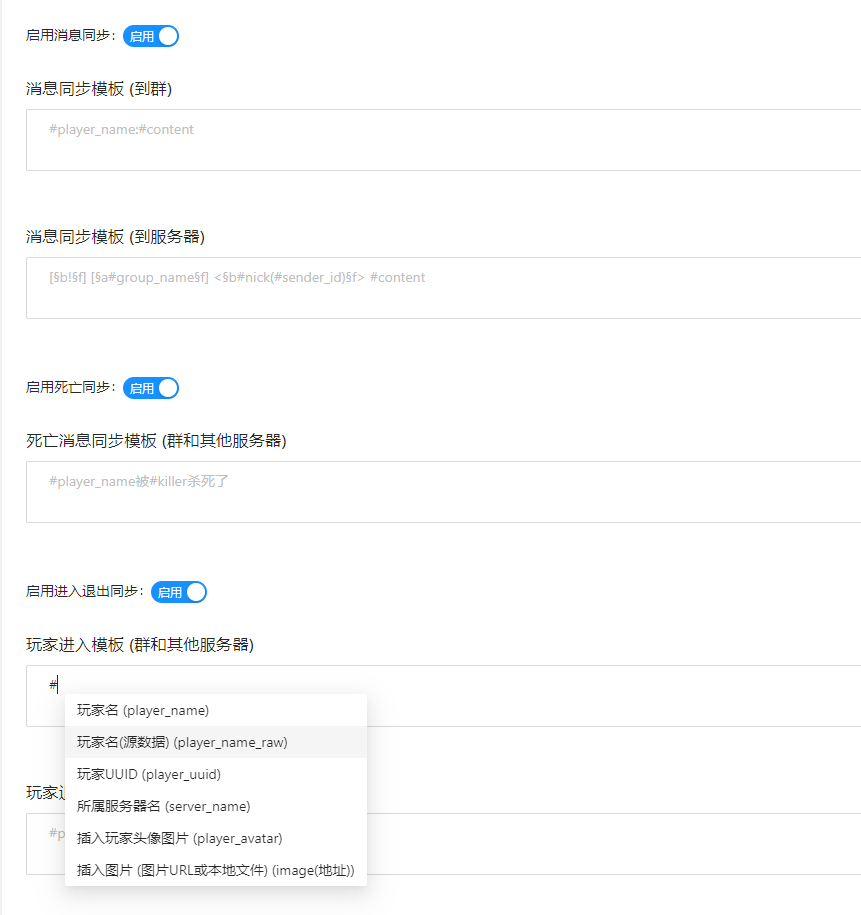 启用消息同步： 启用
消息同步模板 (到群)
#player_name:#content
消息同步模板 (到服务器)
[§b!§f] [§a#group_name§f] <§b#nick(#sender_id)§f> #content
启用死亡同步： 启用
死亡消息同步模板 (群和其他服务器)
#player_name被#killer杀死了
启用进入退出同步： 启用
玩家进入模板 (群和其他服务器)
#
玩家名 (player_name)
玩家名(源数据) (player_name_raw)
玩家UUID (player_uuid)
所属服务器名 (server_name)
插入玩家头像图片 (player_avatar)
插入图片 (图片URL或本地文件) (image(地址))
玩家
#p